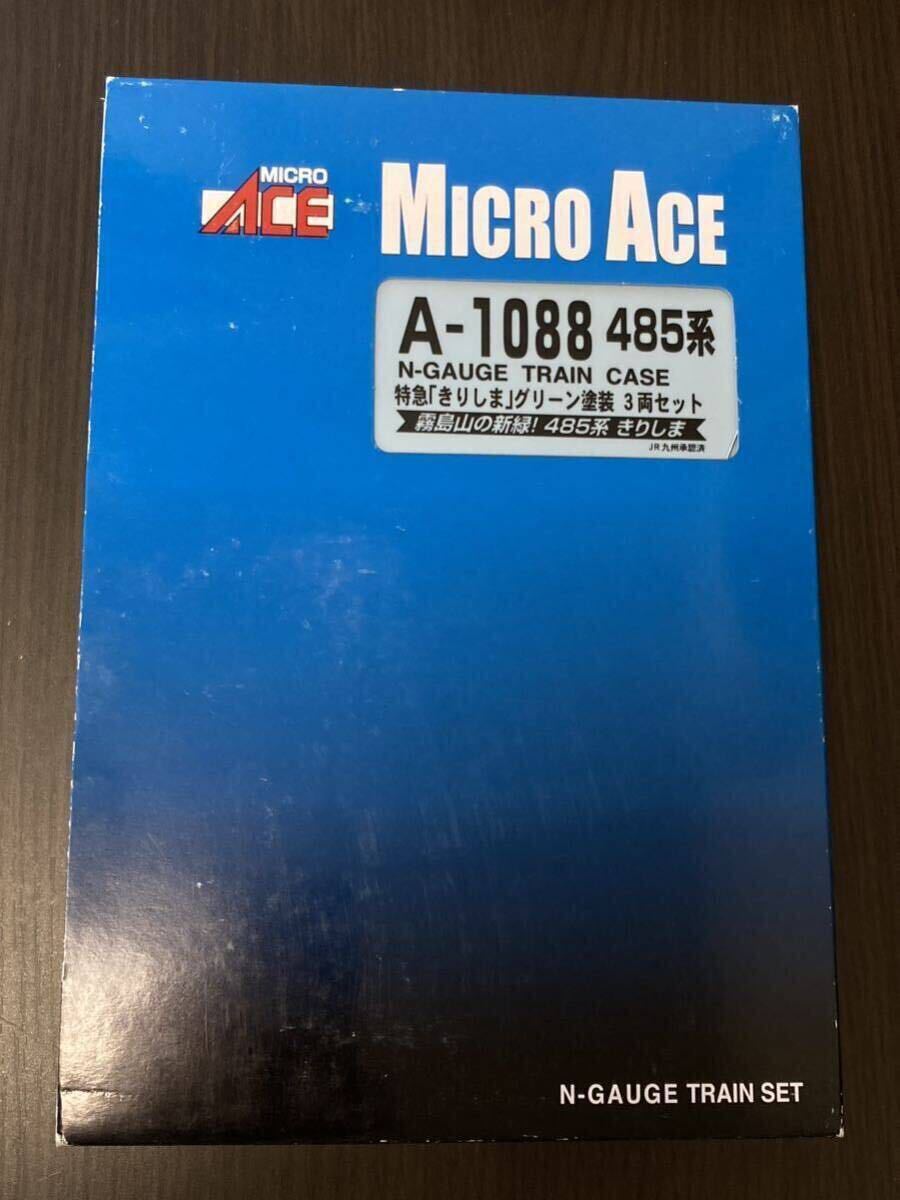 MICRO
ACE
MICRO ACE
A-1088 485系
N-GAUGE TRAIN CASE
特急「きりしま」グリーン塗装 3両セット
霧島山の新緑! 485系 きりしま
JR九州承認済
N-GAUGE TRAIN SET